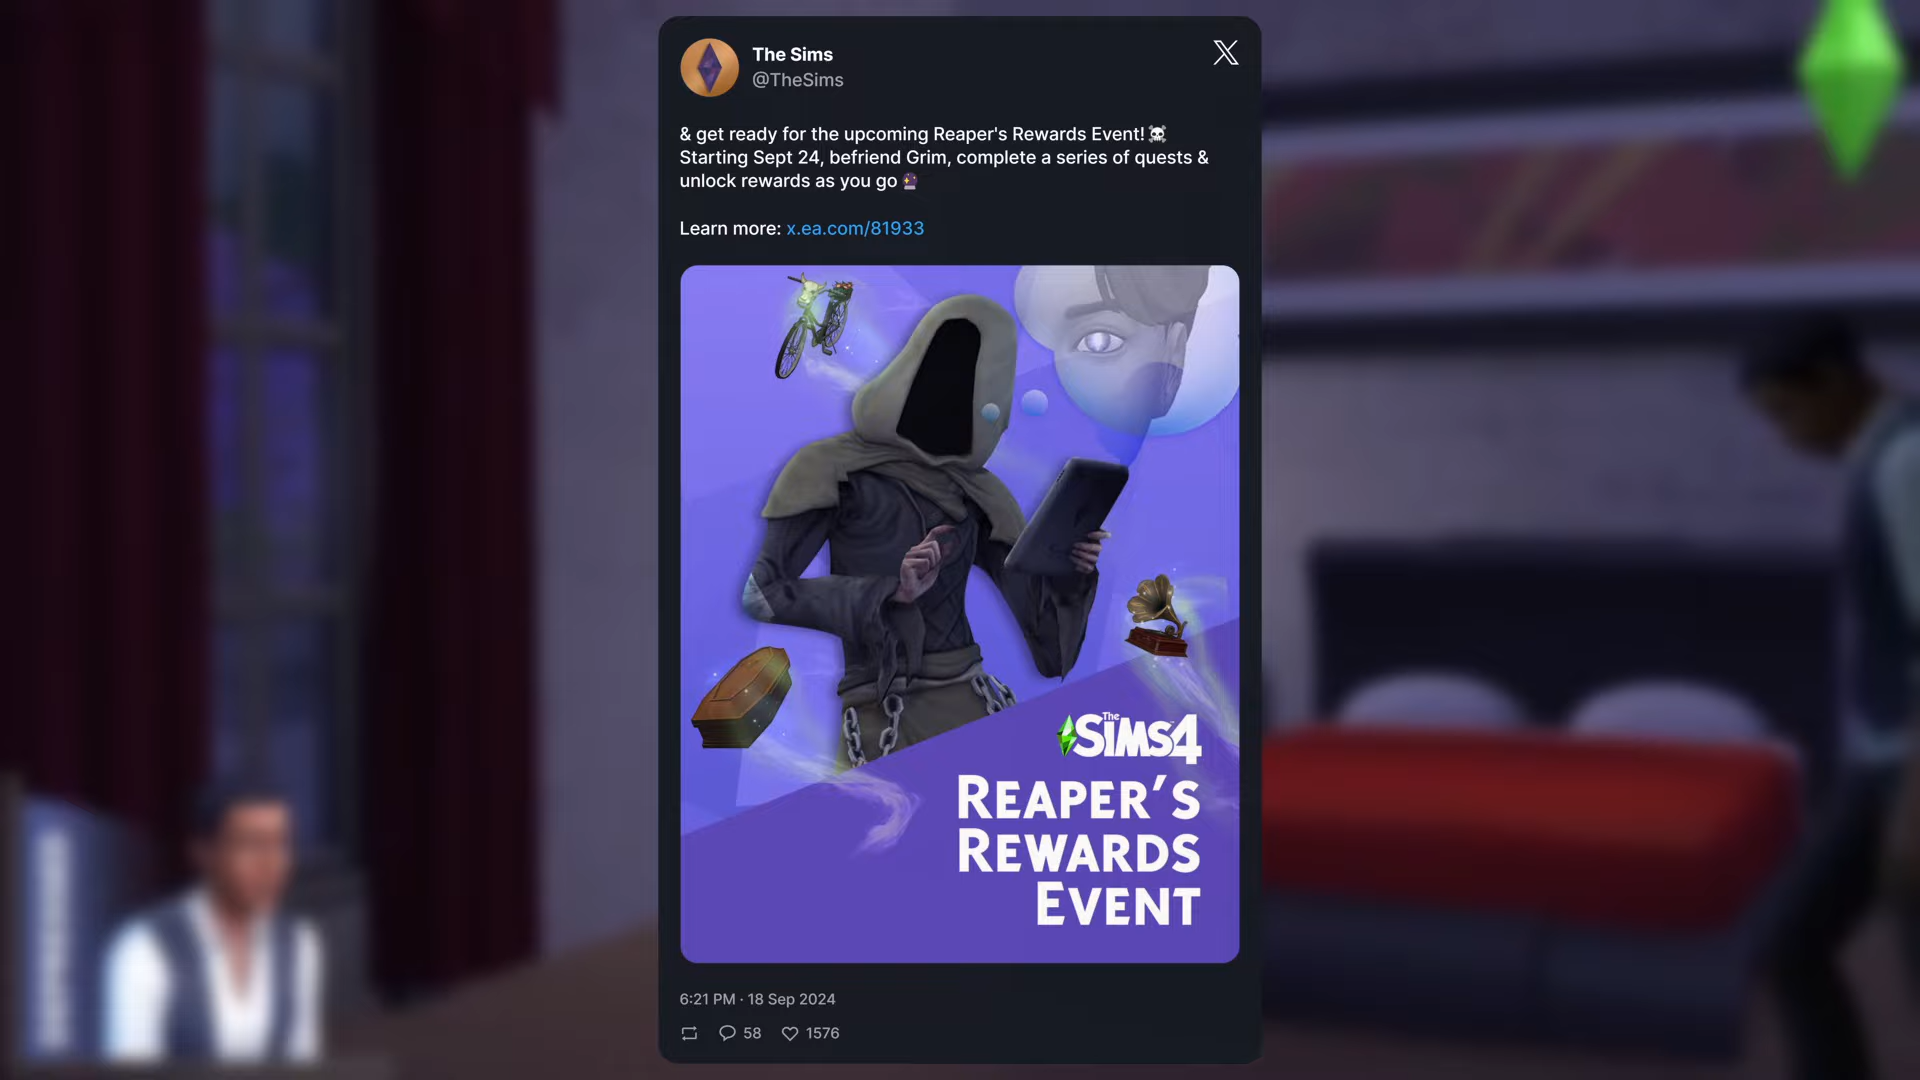 The Sims
@TheSims
& get ready for the upcoming Reaper's Rewards Event!☠️
Starting Sept 24, befriend Grim, complete a series of quests &
unlock rewards as you go 🔮
Learn more: x.ea.com/81933
The Sims 4
REAPER'S
REWARDS
EVENT
6:21 PM · 18 Sep 2024
58 1576